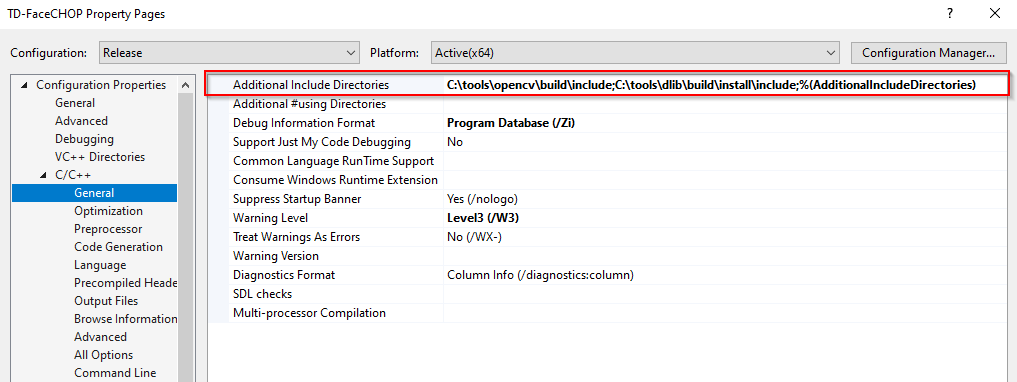 TD-FaceCHOP Property Pages
? ×
Configuration: Release Platform: Active(x64) Configuration Manager...
Configuration Properties
General
Advanced
Debugging
VC++ Directories
C/C++
General
Optimization
Preprocessor
Code Generation
Language
Precompiled Heade
Output Files
Browse Information
Advanced
All Options
Command Line
Additional Include Directories C:\tools\opencv\build\include;C:\tools\dlib\build\install\include;%(AdditionalIncludeDirectories)
Additional #using Directories
Debug Information Format Program Database (/Zi)
Support Just My Code Debugging No
Common Language RunTime Support
Consume Windows Runtime Extension
Suppress Startup Banner Yes (/nologo)
Warning Level Level3 (/W3)
Treat Warnings As Errors No (/WX-)
Warning Version
Diagnostics Format Column Info (/diagnostics:column)
SDL checks
Multi-processor Compilation